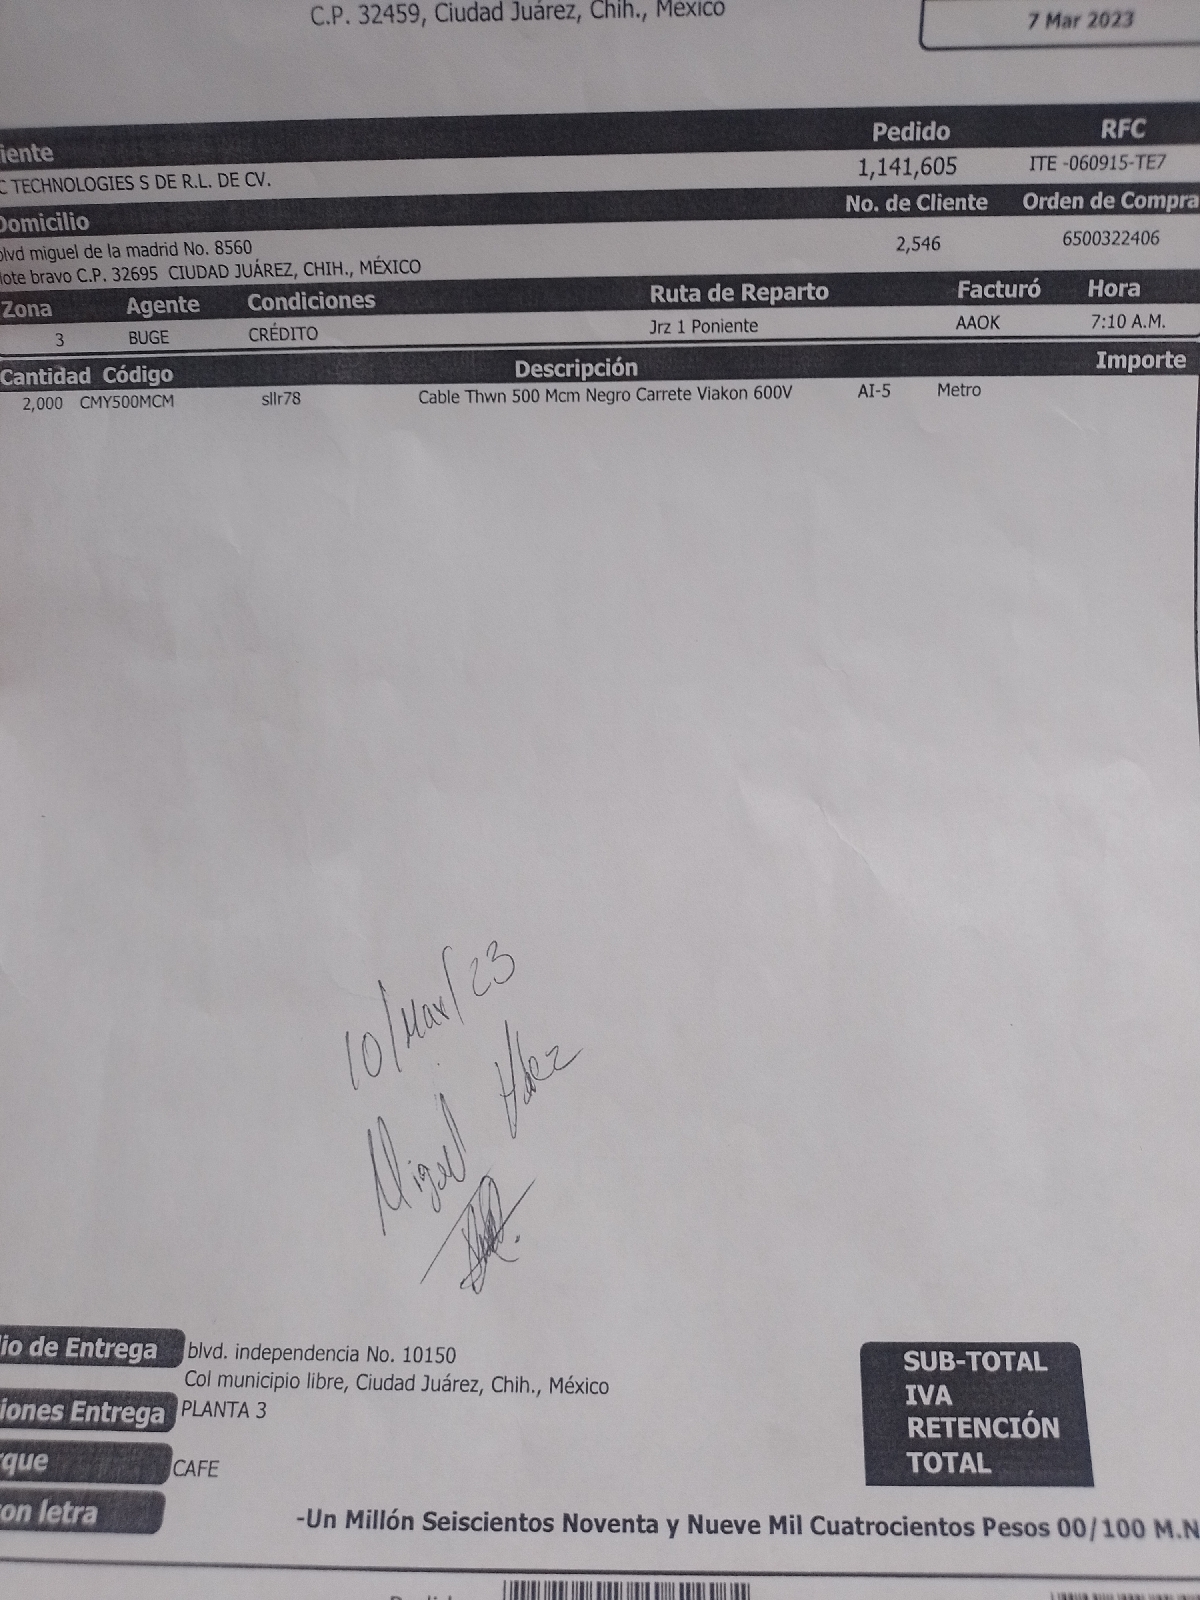 C.P. 32459, Ciudad Juárez, Chih., México
7 Mar 2023
iente Pedido RFC
C TECHNOLOGIES S DE R.L. DE CV. 1,141,605 ITE -060915-TE7
Domicilio No. de Cliente Orden de Compra
blvd miguel de la madrid No. 8560 2,546 6500322406
lote bravo C.P. 32695 CIUDAD JUÁREZ, CHIH., MÉXICO
Zona Agente Condiciones Ruta de Reparto Facturó Hora
3 BUGE CRÉDITO Jrz 1 Poniente AAOK 7:10 A.M.
Cantidad Código Descripción Importe
2,000 CMY500MCM sllr78 Cable Thwn 500 Mcm Negro Carrete Viakon 600V AI-5 Metro
10/Mar/23
Miguel
io de Entrega blvd. independencia No. 10150
Col municipio libre, Ciudad Juárez, Chih., México
iones Entrega PLANTA 3
rque CAFE
on letra
SUB-TOTAL
IVA
RETENCIÓN
TOTAL
-Un Millón Seiscientos Noventa y Nueve Mil Cuatrocientos Pesos 00/100 M.N